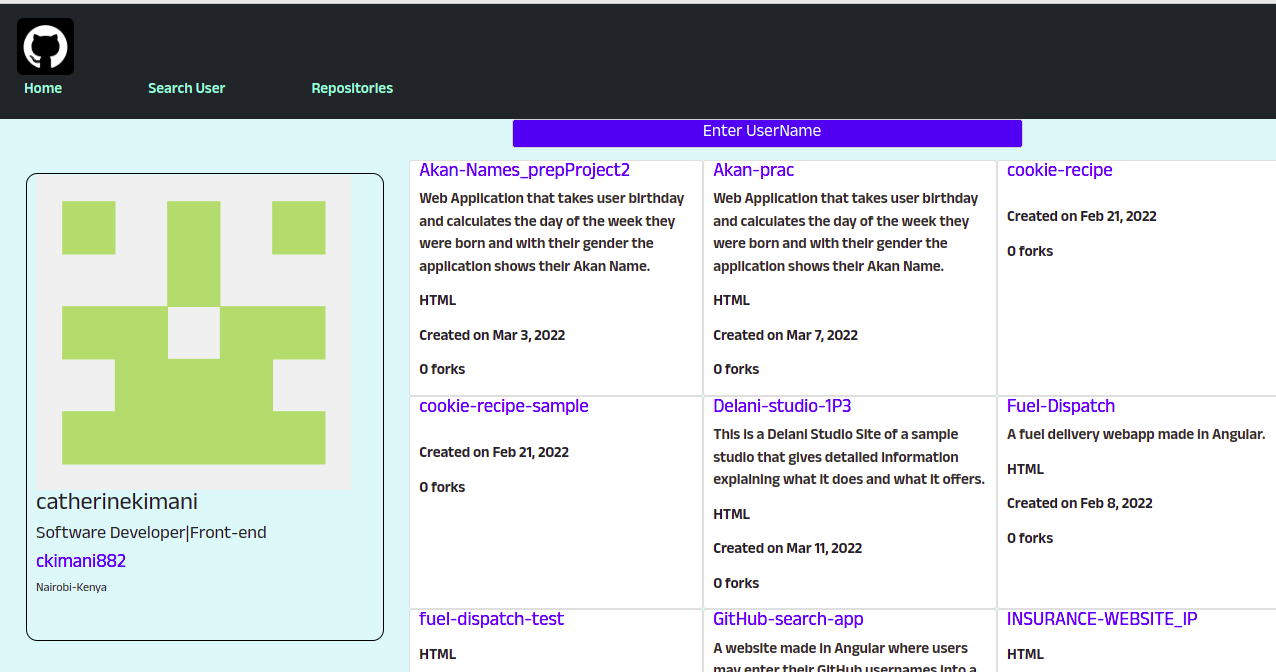 Home
Search User
Repositories
Enter UserName
catherinekimani
Software Developer|Front-end
ckimani882
Nairobi-Kenya
Akan-Names_prepProject2
Web Application that takes user birthday
and calculates the day of the week they
were born and with their gender the
application shows their Akan Name.
HTML
Created on Mar 3, 2022
0 forks
Akan-prac
Web Application that takes user birthday
and calculates the day of the week they
were born and with their gender the
application shows their Akan Name.
HTML
Created on Mar 7, 2022
0 forks
cookie-recipe
Created on Feb 21, 2022
0 forks
cookie-recipe-sample
Created on Feb 21, 2022
0 forks
Delani-studio-1P3
This is a Delani Studio Site of a sample
studio that gives detailed information
explaining what it does and what it offers.
HTML
Created on Mar 11, 2022
0 forks
Fuel-Dispatch
A fuel delivery webapp made in Angular.
HTML
Created on Feb 8, 2022
0 forks
fuel-dispatch-test
HTML
GitHub-search-app
A website made in Angular where users
may enter their GitHub usernames into a
INSURANCE-WEBSITE_IP
HTML